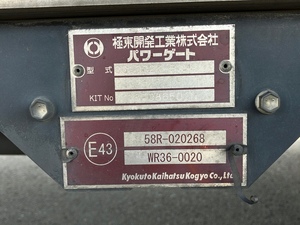 極東開発工業株式会社
パワーゲート
型式
KIT No
E43
58R-020268
WR36-0020
Kyokuto Kaihatsu Kogyo Co., Ltd.